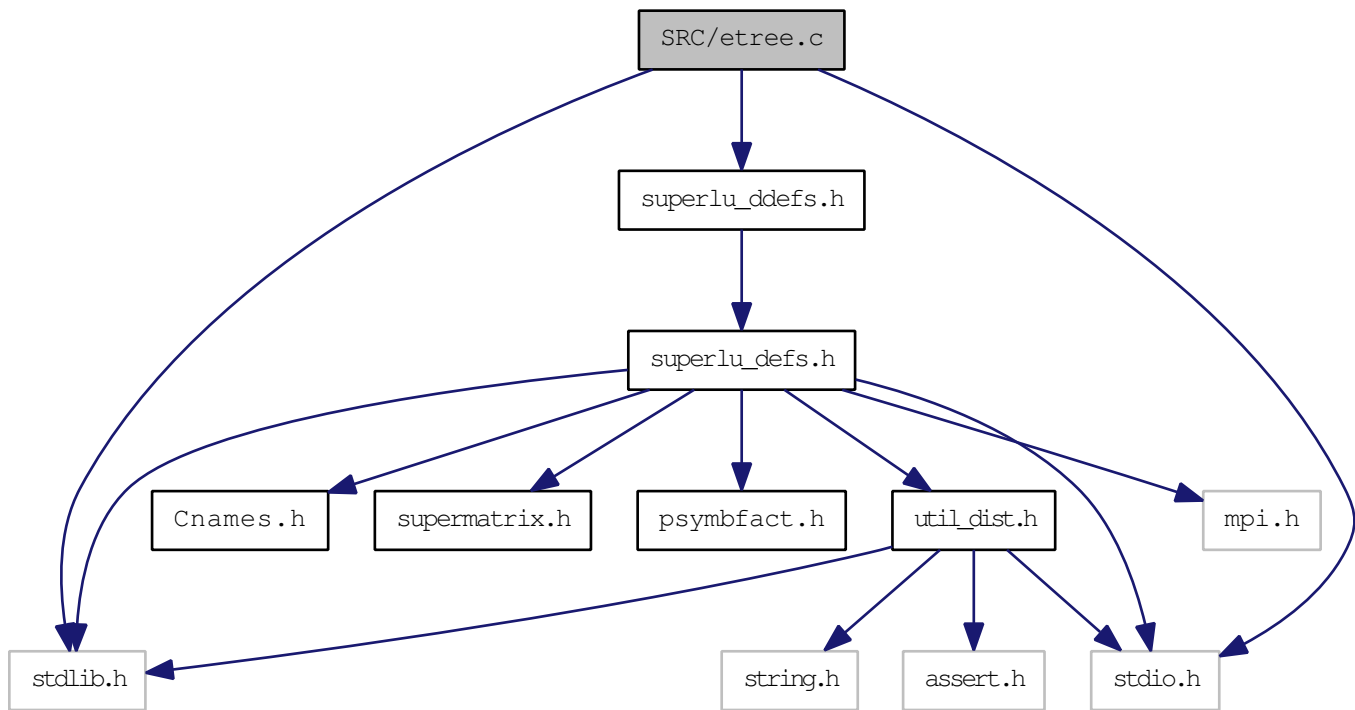 SRC/etree.c
superlu_ddefs.h
superlu_defs.h
Cnames.h
supermatrix.h
psymbfact.h
util_dist.h
mpi.h
stdlib.h
string.h
assert.h
stdio.h